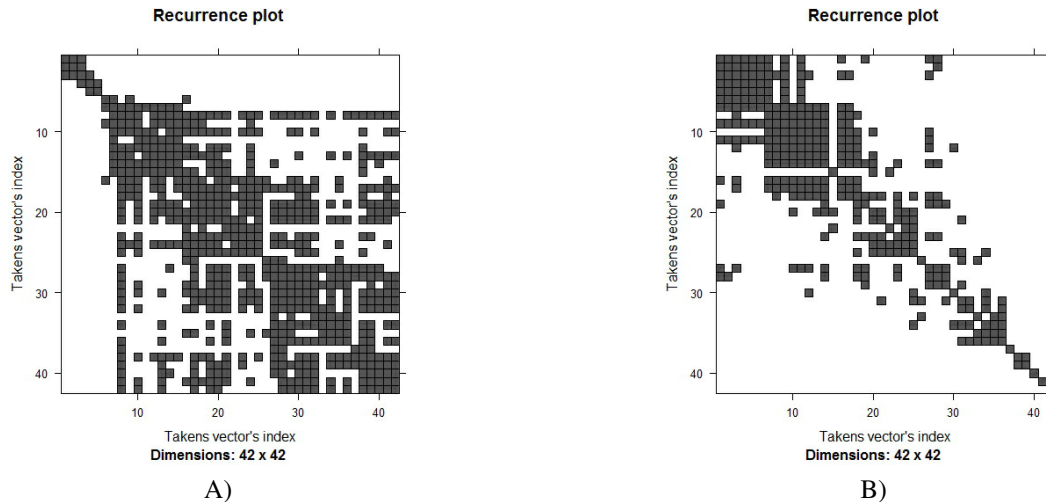 Recurrence plot
Takens vector's index
10
20
30
40
10
20
30
40
Takens vector's index
Dimensions: 42 x 42
A)
Recurrence plot
Takens vector's index
10
20
30
40
10
20
30
40
Takens vector's index
Dimensions: 42 x 42
B)